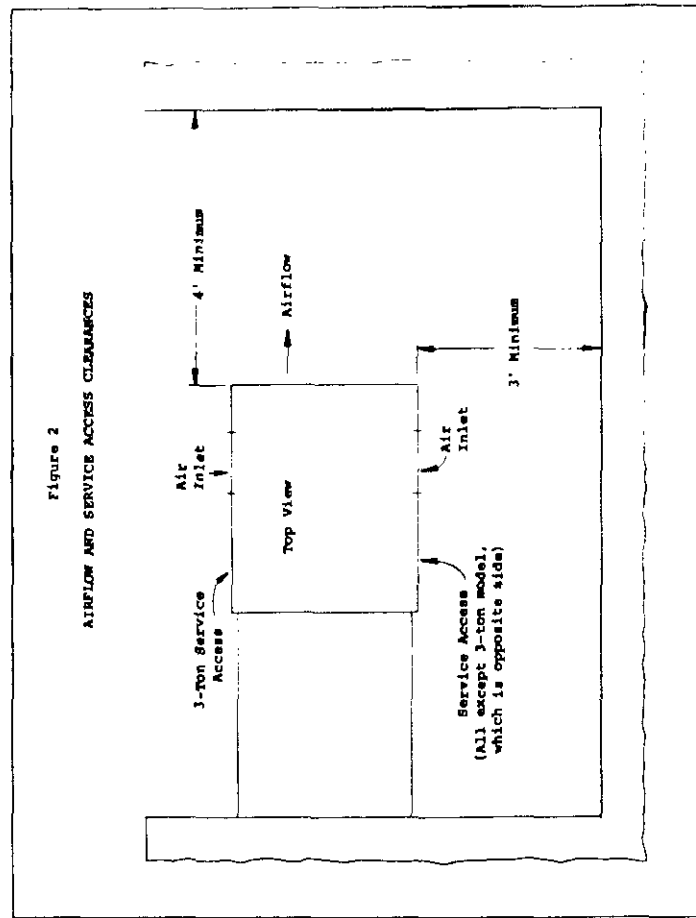 Figure 2
AIRFLOW AND SERVICE ACCESS CLEARANCES
4' Minimum
Air
Inlet
3-Ton Service
Access
Top View
Airflow
Air
Inlet
Service Access
(All except 3-ton model,
which is opposite side)
3' Minimum